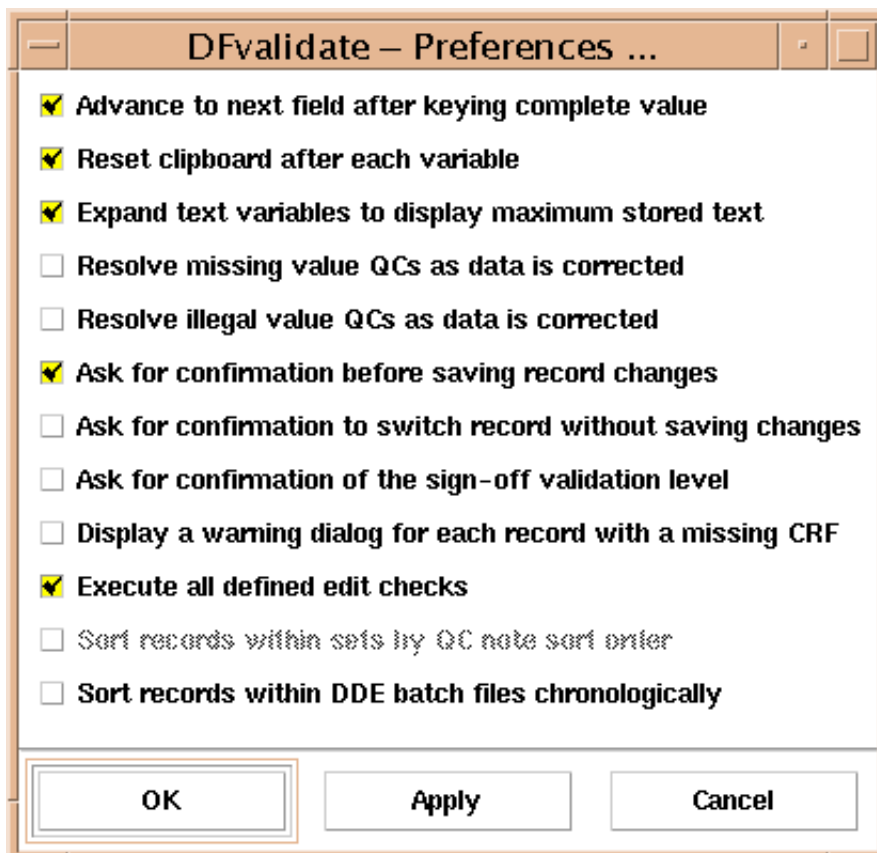 DFvalidate – Preferences ...
Advance to next field after keying complete value
Reset clipboard after each variable
Expand text variables to display maximum stored text
Resolve missing value QCs as data is corrected
Resolve illegal value QCs as data is corrected
Ask for confirmation before saving record changes
Ask for confirmation to switch record without saving changes
Ask for confirmation of the sign-off validation level
Display a warning dialog for each record with a missing CRF
Execute all defined edit checks
Sort records within sets by QC note sort order
Sort records within DDE batch files chronologically
OK Apply Cancel